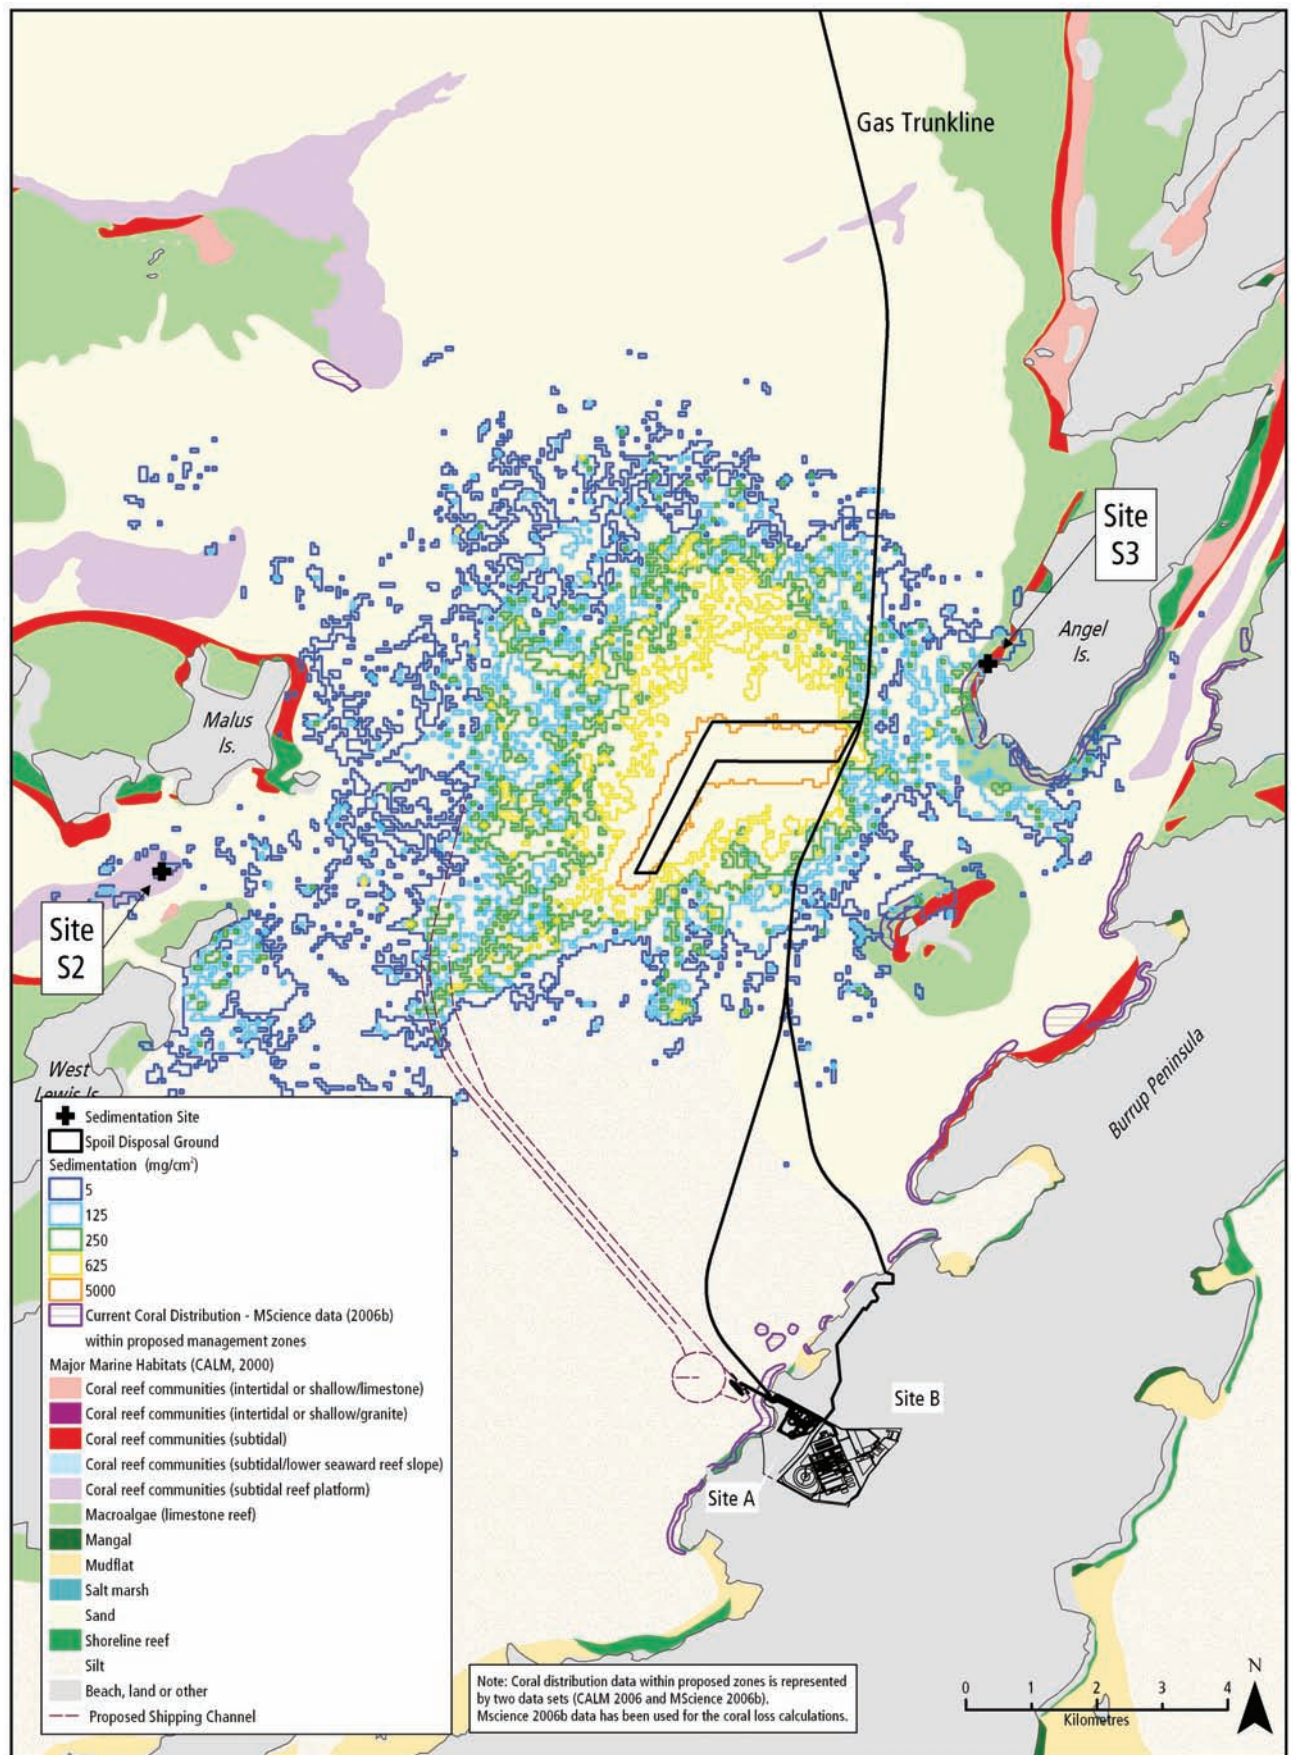 Gas Trunkline
Site
S3
Angel
Is.
Malus
Is.
Site
S2
West
Lewis Is.
Burrup Peninsula
Sedimentation Site
Spoil Disposal Ground
Sedimentation (mg/cm²)
5
125
250
625
5000
Current Coral Distribution - MScience data (2006b)
within proposed management zones
Major Marine Habitats (CALM, 2000)
Coral reef communities (intertidal or shallow/limestone)
Coral reef communities (intertidal or shallow/granite)
Coral reef communities (subtidal)
Coral reef communities (subtidal/lower seaward reef slope)
Coral reef communities (subtidal reef platform)
Macroalgae (limestone reef)
Mangal
Mudflat
Salt marsh
Sand
Shoreline reef
Silt
Beach, land or other
Proposed Shipping Channel
Site B
Site A
Note: Coral distribution data within proposed zones is represented
by two data sets (CALM 2006 and MScience 2006b).
Mscience 2006b data has been used for the coral loss calculations.
N
0 1 2 3 4
Kilometres